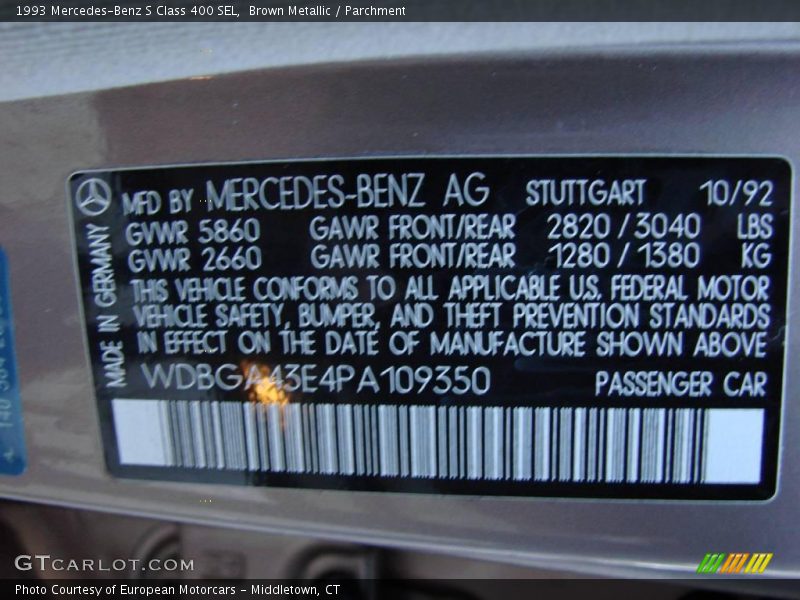 1993 Mercedes-Benz S Class 400 SEL, Brown Metallic / Parchment
MFD BY MERCEDES-BENZ AG STUTTGART 10/92
GVWR 5860 GAWR FRONT/REAR 2820 / 3040 LBS
GVWR 2660 GAWR FRONT/REAR 1280 / 1380 KG
THIS VEHICLE CONFORMS TO ALL APPLICABLE U.S. FEDERAL MOTOR
VEHICLE SAFETY, BUMPER, AND THEFT PREVENTION STANDARDS
IN EFFECT ON THE DATE OF MANUFACTURE SHOWN ABOVE
WDBGA43E4PA109350 PASSENGER CAR
MADE IN GERMANY
GTCARLOT.COM
Photo Courtesy of European Motorcars - Middletown, CT